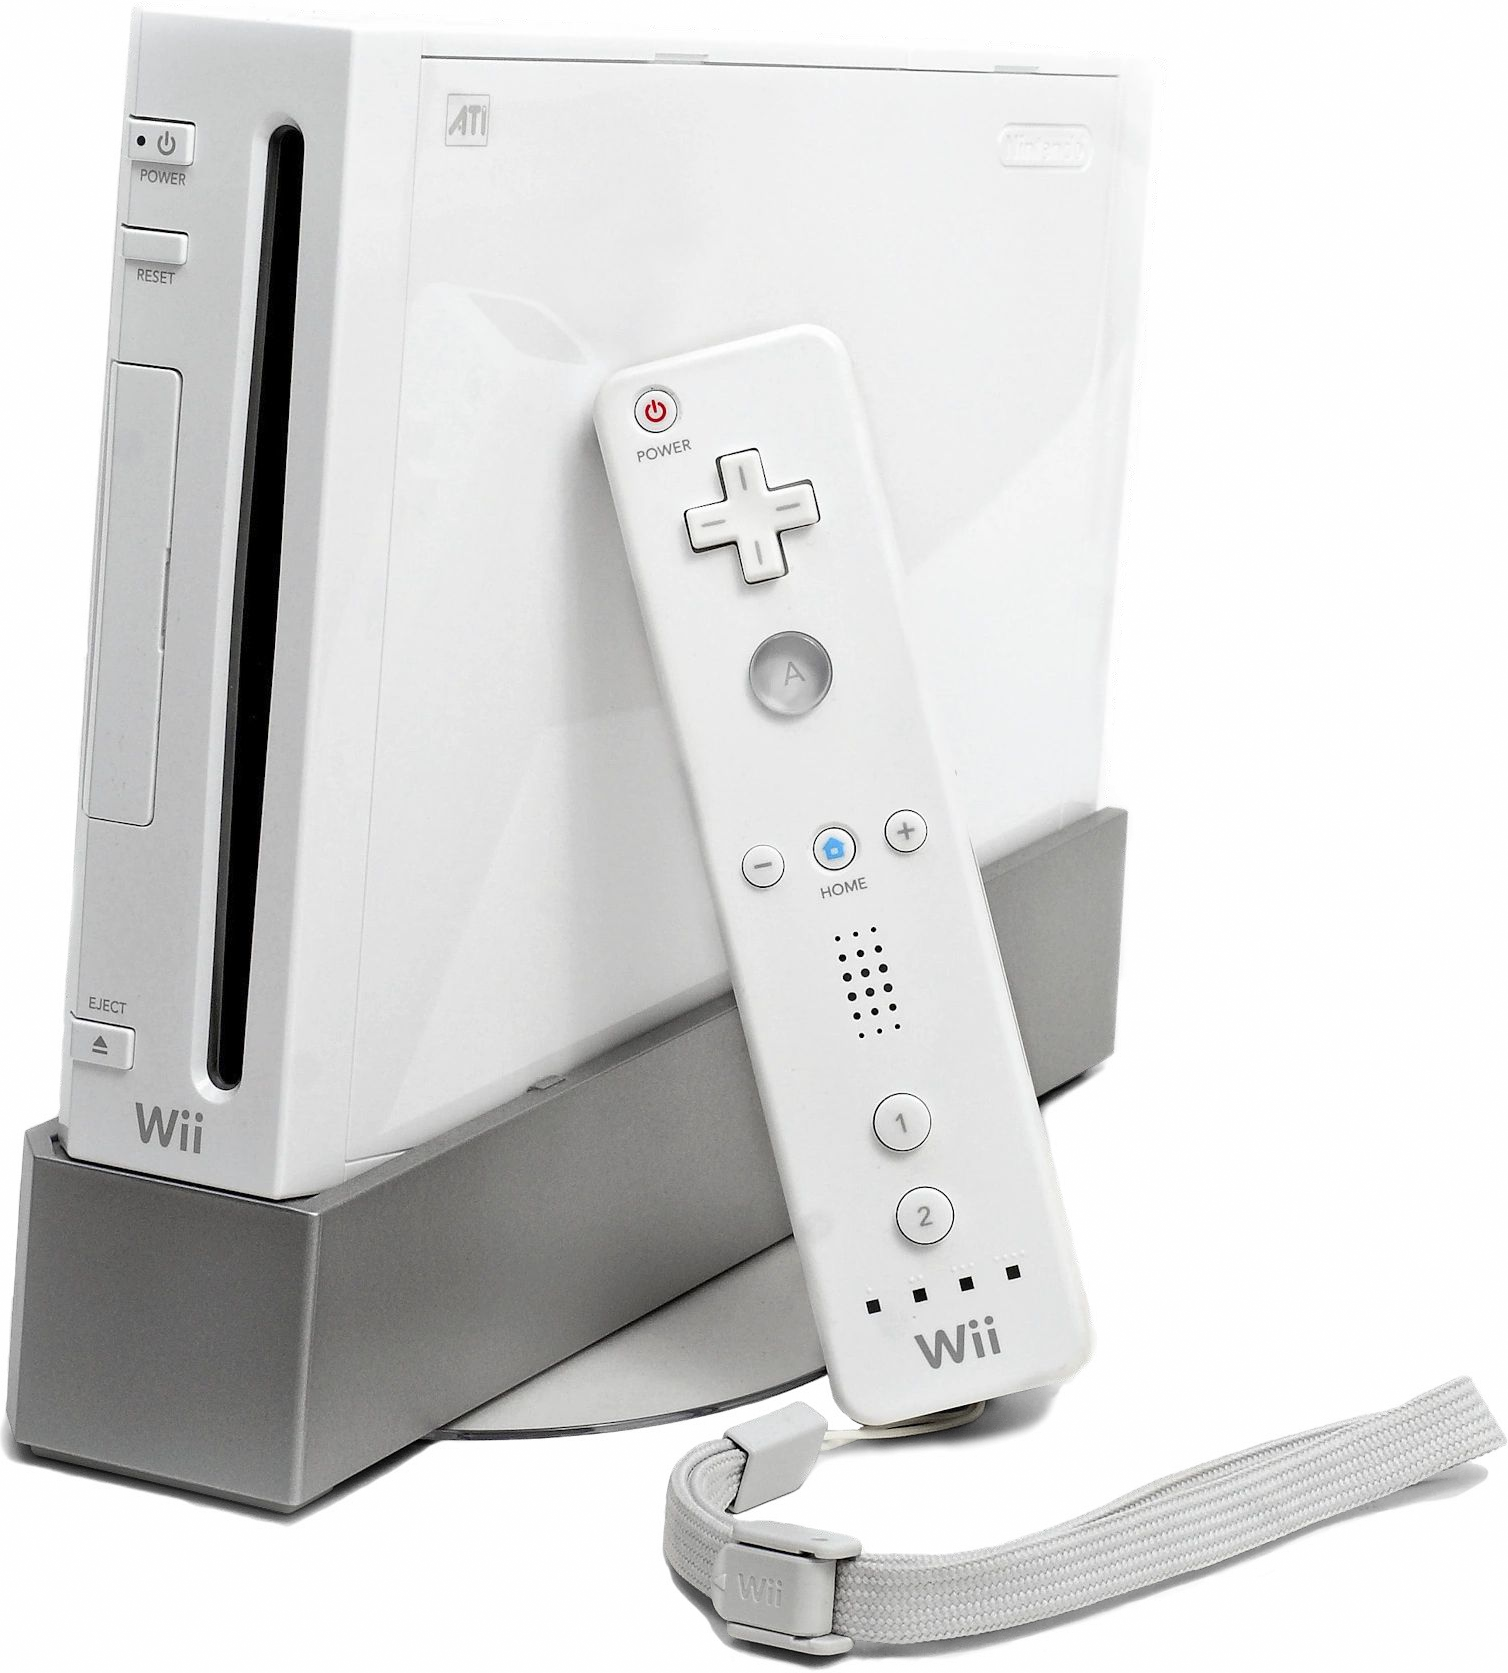 ATi
Nintendo
POWER
RESET
EJECT
Wii
POWER
A
HOME
1
2
Wii
Wii